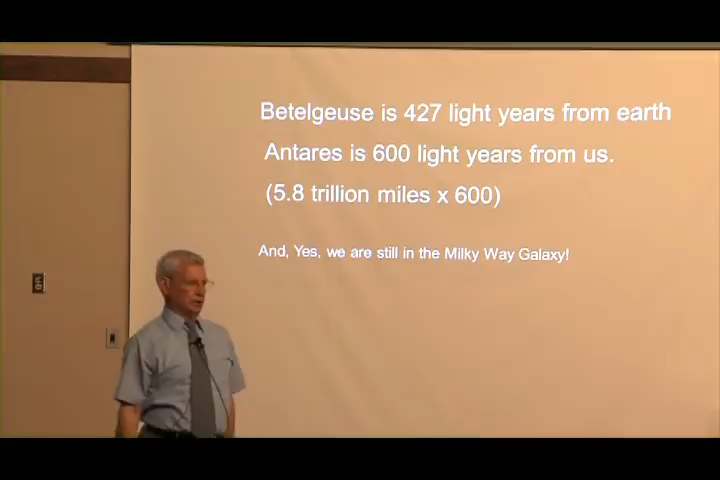 Betelgeuse is 427 light years from earth
Antares is 600 light years from us.
(5.8 trillion miles x 600)
And, Yes, we are still in the Milky Way Galaxy!